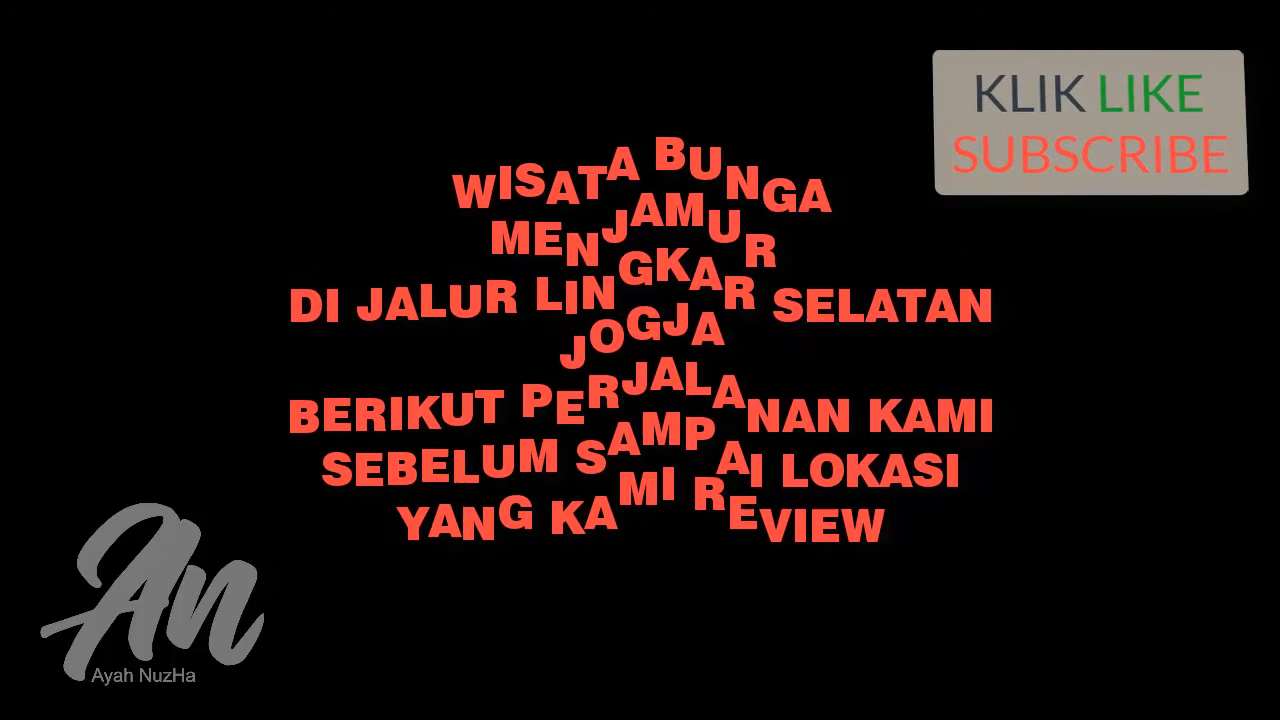 KLIK LIKE
SUBSCRIBE
WISATA BUNGA
MENJAMUR
DI JALUR LINGKAR SELATAN
JOGJA
BERIKUT PERJALANAN KAMI
SEBELUM SAMPAI LOKASI
YANG KAMI REVIEW
An
Ayah NuzHa